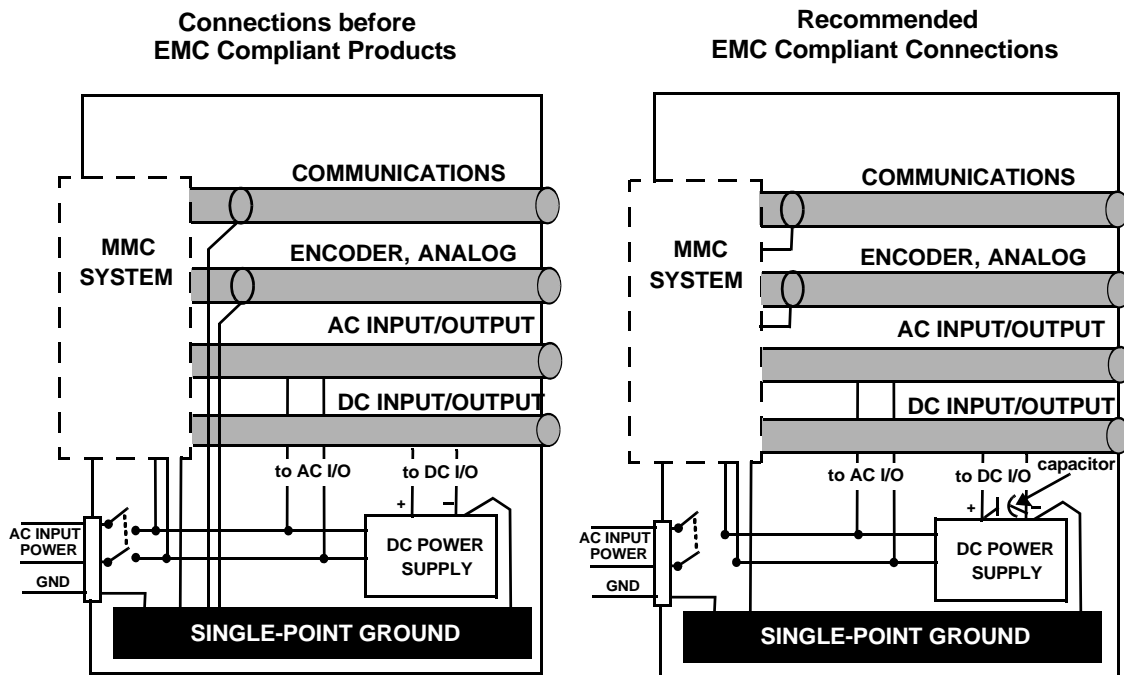 Connections before
EMC Compliant Products
COMMUNICATIONS
MMC
SYSTEM
ENCODER, ANALOG
AC INPUT/OUTPUT
DC INPUT/OUTPUT
to AC I/O
to DC I/O
+
−
AC INPUT
POWER
GND
DC POWER
SUPPLY
SINGLE-POINT GROUND
Recommended
EMC Compliant Connections
COMMUNICATIONS
MMC
SYSTEM
ENCODER, ANALOG
AC INPUT/OUTPUT
DC INPUT/OUTPUT
to AC I/O
to DC I/O
capacitor
+
−
AC INPUT
POWER
GND
DC POWER
SUPPLY
SINGLE-POINT GROUND